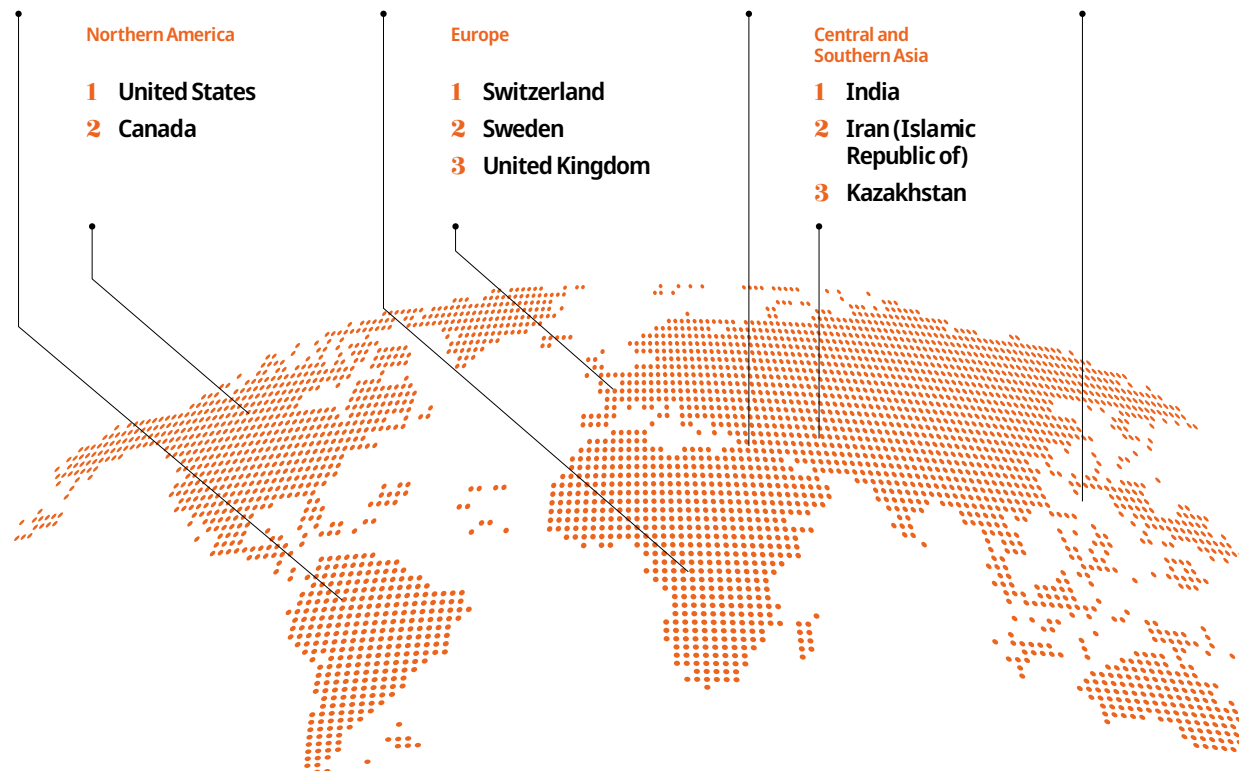 Northern America
1 United States
2 Canada
Europe
1 Switzerland
2 Sweden
3 United Kingdom
Central and
Southern Asia
1 India
2 Iran (Islamic
Republic of)
3 Kazakhstan